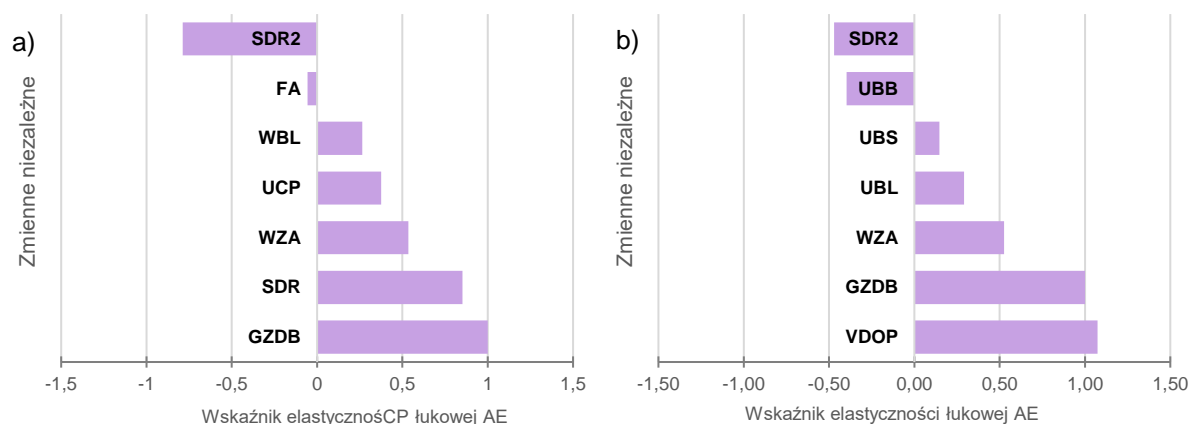 a)
Zmienne niezależne
SDR2
FA
WBL
UCP
WZA
SDR
GZDB
-1,5 -1 -0,5 0 0,5 1 1,5
Wskaźnik elastycznośCP łukowej AE
b)
Zmienne niezależne
SDR2
UBB
UBS
UBL
WZA
GZDB
VDOP
-1,50 -1,00 -0,50 0,00 0,50 1,00 1,50
Wskaźnik elastyczności łukowej AE